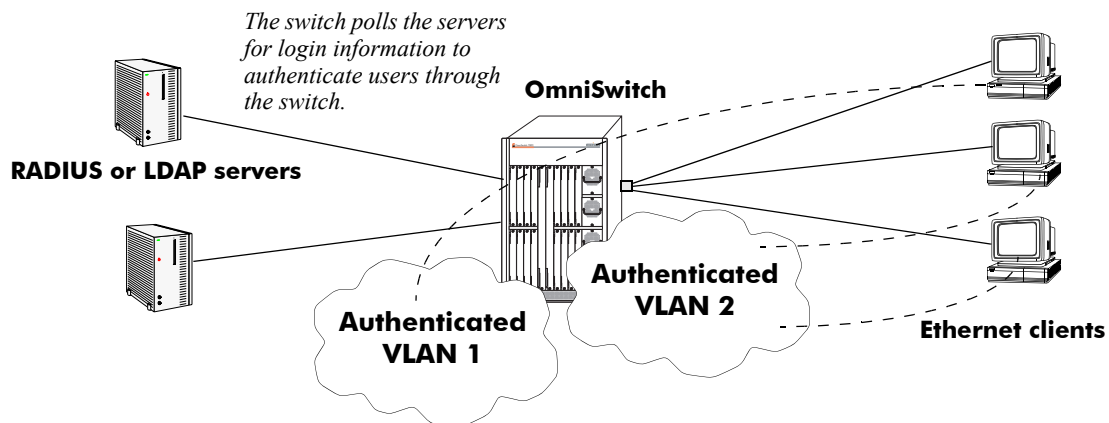 The switch polls the servers
for login information to
authenticate users through
the switch.
OmniSwitch
RADIUS or LDAP servers
Authenticated
VLAN 1
Authenticated
VLAN 2
Ethernet clients